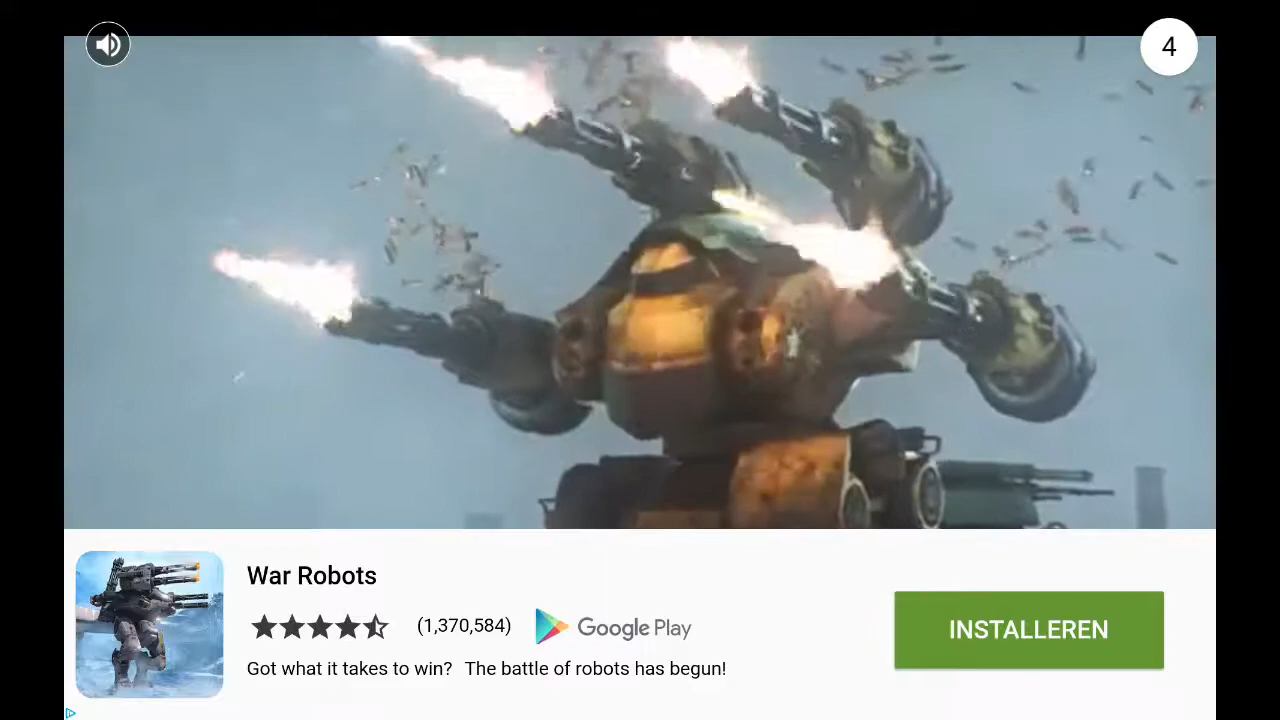 4
War Robots
(1,370,584)
Google Play
INSTALLEREN
Got what it takes to win? The battle of robots has begun!